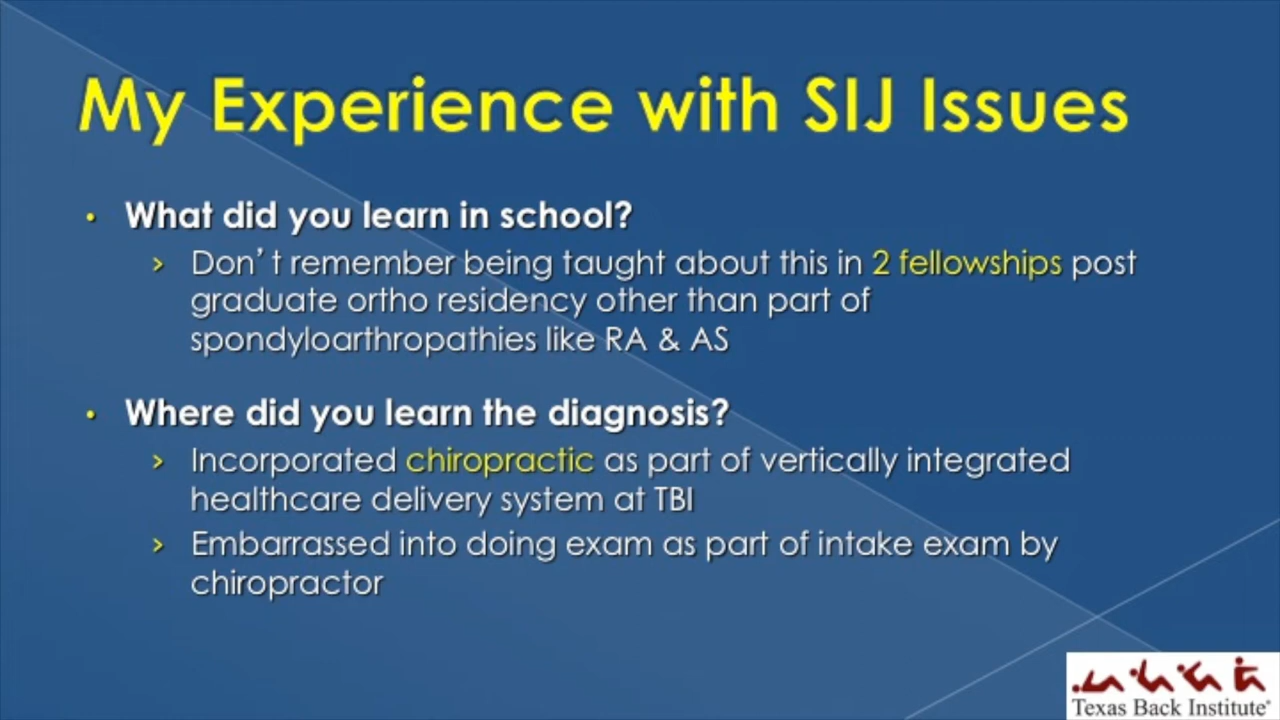 My Experience with SIJ Issues
• What did you learn in school?
› Don't remember being taught about this in 2 fellowships post
graduate ortho residency other than part of
spondyloarthropathies like RA & AS
• Where did you learn the diagnosis?
› Incorporated chiropractic as part of vertically integrated
healthcare delivery system at TBI
› Embarrassed into doing exam as part of intake exam by
chiropractor
Texas Back Institute®